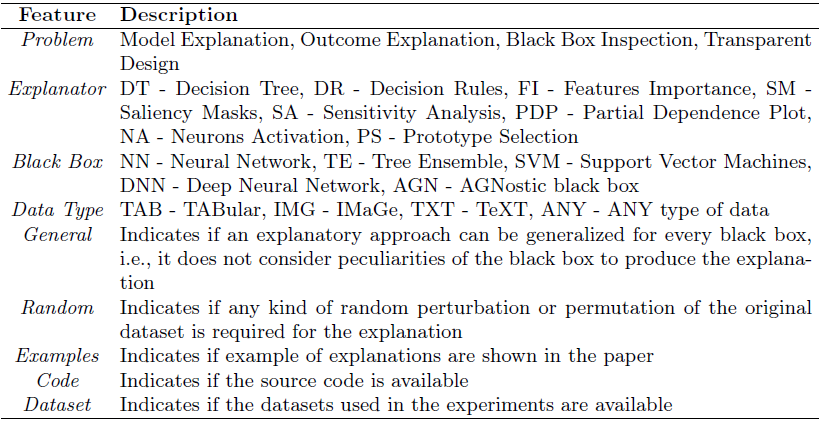 Feature Description
Problem Model Explanation, Outcome Explanation, Black Box Inspection, Transparent
Design
Explanator DT - Decision Tree, DR - Decision Rules, FI - Features Importance, SM -
Saliency Masks, SA - Sensitivity Analysis, PDP - Partial Dependence Plot,
NA - Neurons Activation, PS - Prototype Selection
Black Box NN - Neural Network, TE - Tree Ensemble, SVM - Support Vector Machines,
DNN - Deep Neural Network, AGN - AGNostic black box
Data Type TAB - TABular, IMG - IMaGe, TXT - TeXT, ANY - ANY type of data
General Indicates if an explanatory approach can be generalized for every black box,
i.e., it does not consider peculiarities of the black box to produce the explana-
tion
Random Indicates if any kind of random perturbation or permutation of the original
dataset is required for the explanation
Examples Indicates if example of explanations are shown in the paper
Code Indicates if the source code is available
Dataset Indicates if the datasets used in the experiments are available